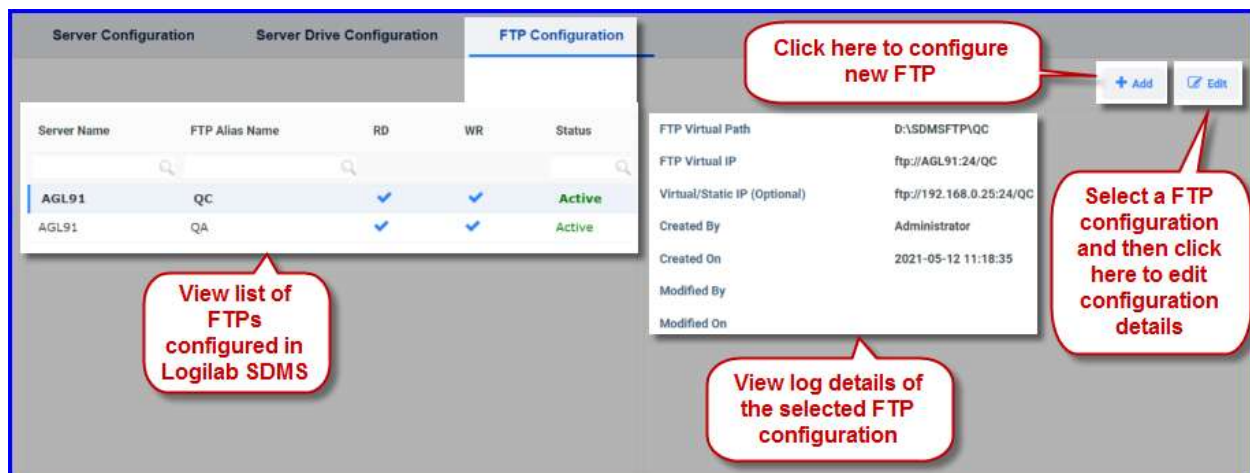 Server Configuration Server Drive Configuration FTP Configuration
Click here to configure
new FTP
+ Add Edit
Server Name FTP Alias Name RD WR Status
AGL91 QC Active
AGL91 QA Active
View list of
FTPs
configured in
Logilab SDMS
FTP Virtual Path D:\SDMSFTP\QC
FTP Virtual IP ftp://AGL91:24/QC
Virtual/Static IP (Optional) ftp://192.168.0.25:24/QC
Created By Administrator
Created On 2021-05-12 11:18:35
Modified By
Modified On
Select a FTP
configuration
and then click
here to edit
configuration
details
View log details of
the selected FTP
configuration